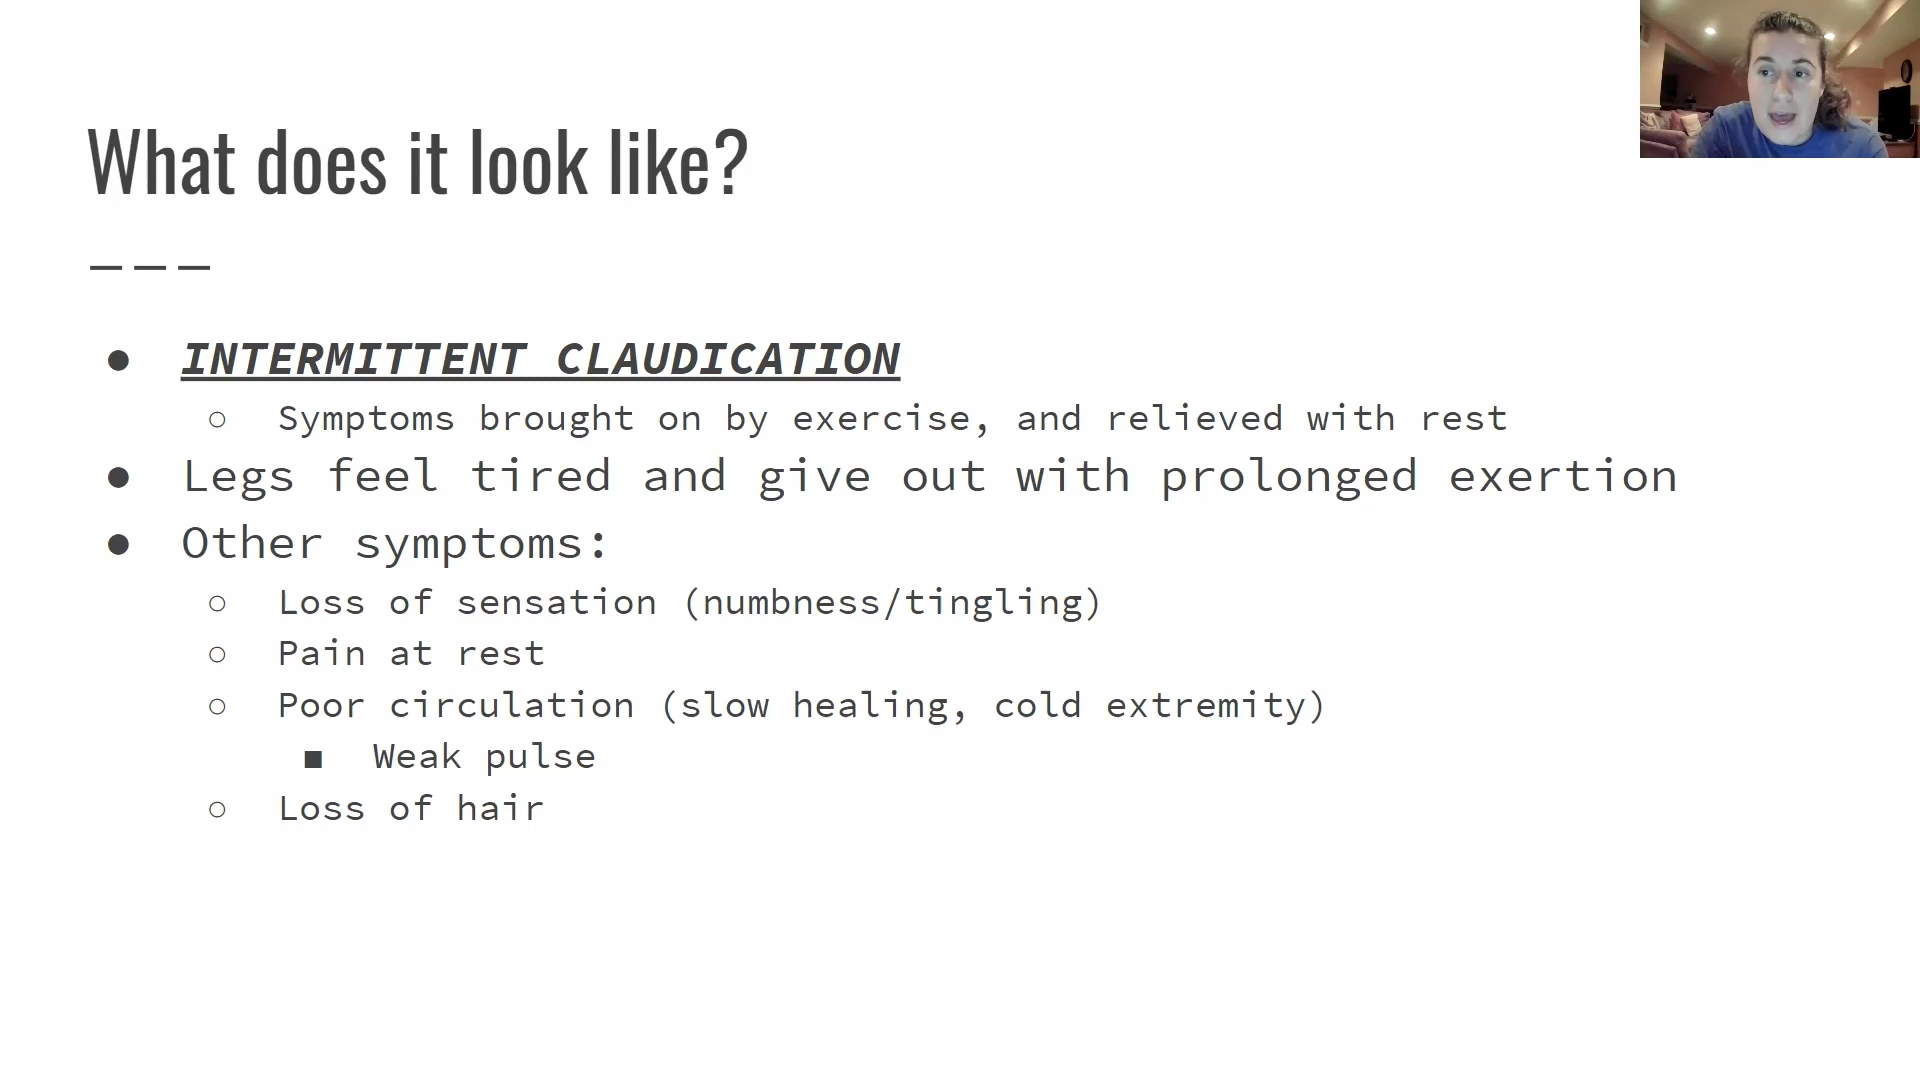 What does it look like?
INTERMITTENT CLAUDICATION
Symptoms brought on by exercise, and relieved with rest
Legs feel tired and give out with prolonged exertion
Other symptoms:
Loss of sensation (numbness/tingling)
Pain at rest
Poor circulation (slow healing, cold extremity)
Weak pulse
Loss of hair